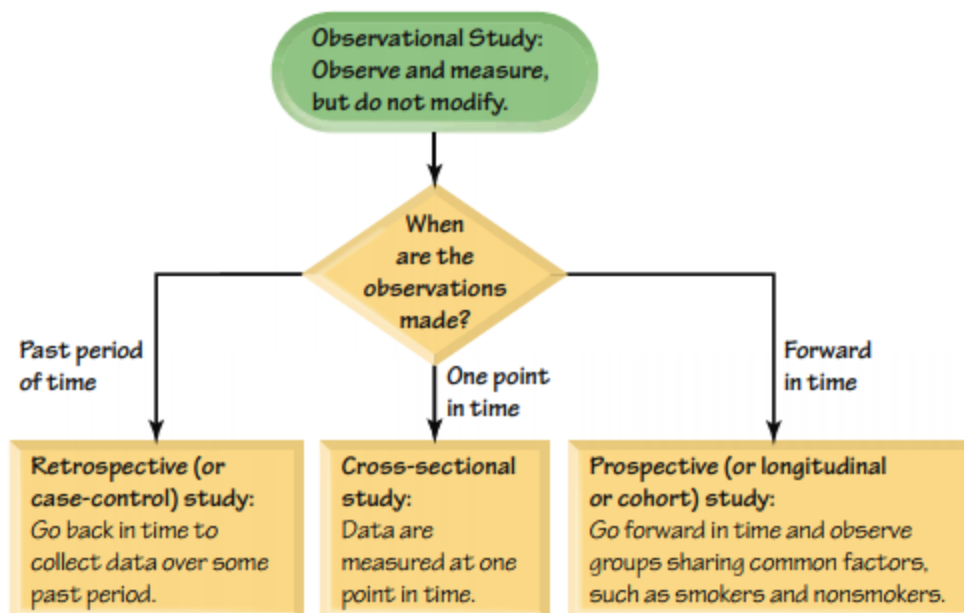 Observational Study:
Observe and measure,
but do not modify.
When
are the
observations
made?
Past period
of time
One point
in time
Forward
in time
Retrospective (or
case-control) study:
Go back in time to
collect data over some
past period.
Cross-sectional
study:
Data are
measured at one
point in time.
Prospective (or longitudinal
or cohort) study:
Go forward in time and observe
groups sharing common factors,
such as smokers and nonsmokers.